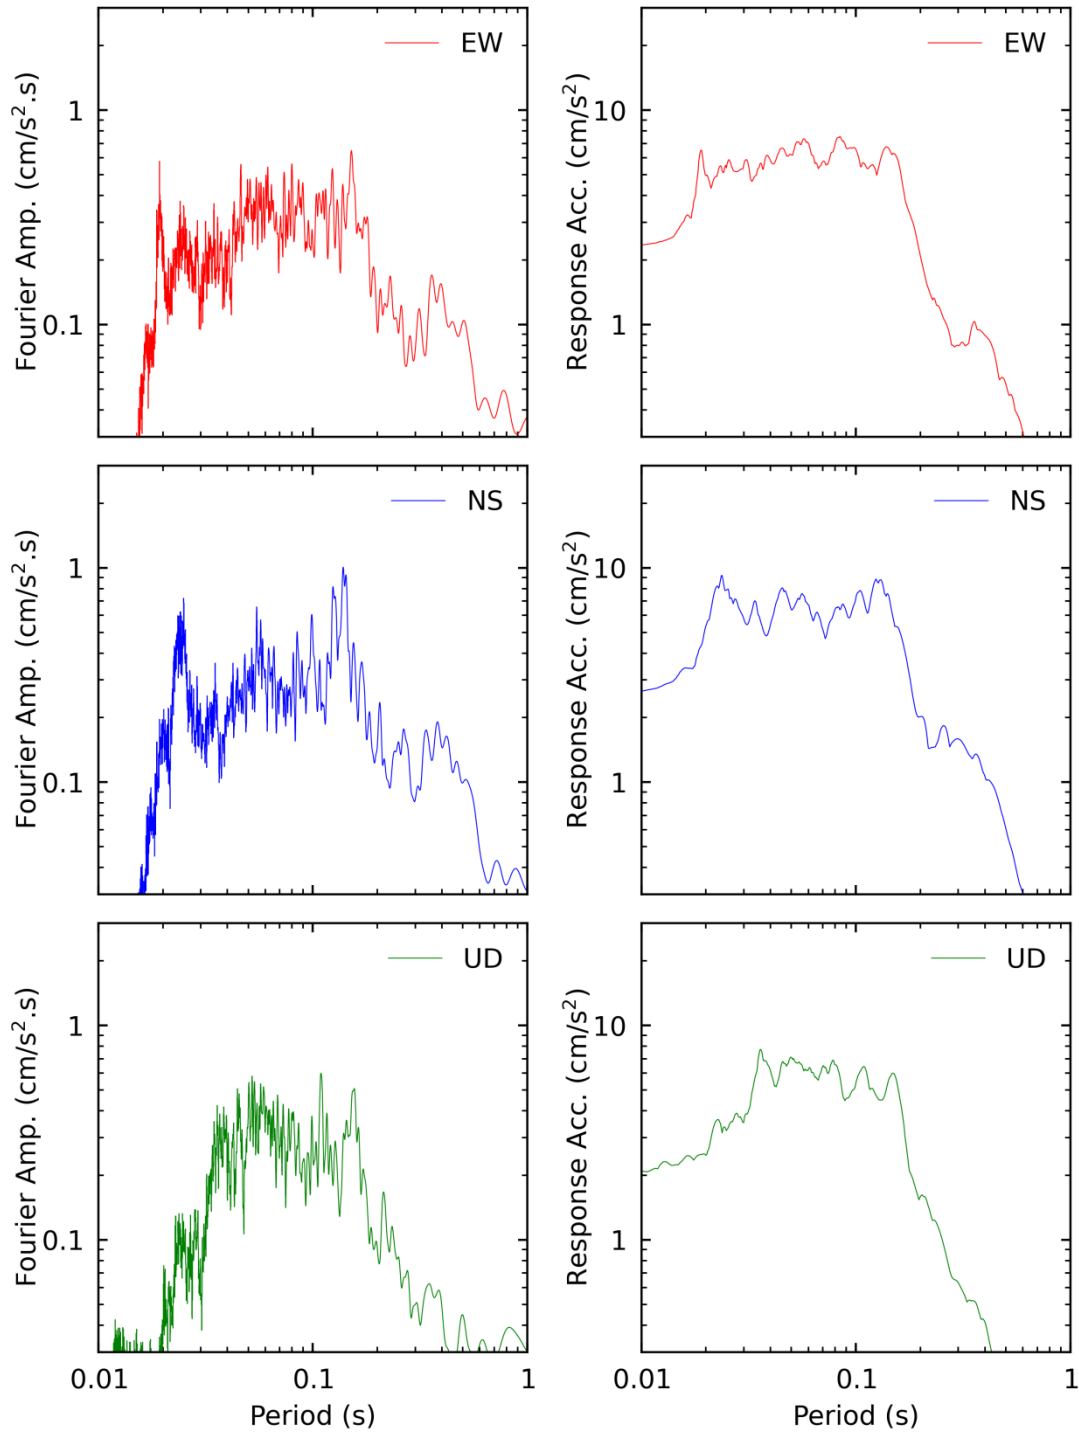 EW
Fourier Amp. (cm/s².s)
1
0.1
EW
Response Acc. (cm/s²)
10
1
NS
Fourier Amp. (cm/s².s)
1
0.1
NS
Response Acc. (cm/s²)
10
1
UD
Fourier Amp. (cm/s².s)
1
0.1
0.01 0.1 1
Period (s)
UD
Response Acc. (cm/s²)
10
1
0.01 0.1 1
Period (s)